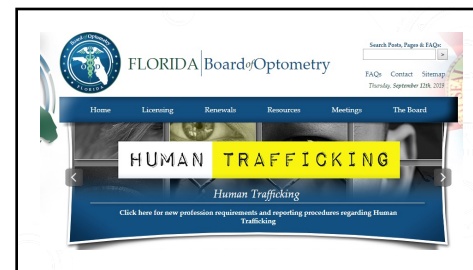 Search Posts, Pages & FAQs:
Board of Optometry
O D
FLORIDA
FLORIDA Board of Optometry
>
FAQs Contact Sitemap
Thursday, September 12th, 2019
Home Licensing Renewals Resources Meetings The Board
HUMAN TRAFFICKING
Human Trafficking
Click here for new profession requirements and reporting procedures regarding Human
Trafficking